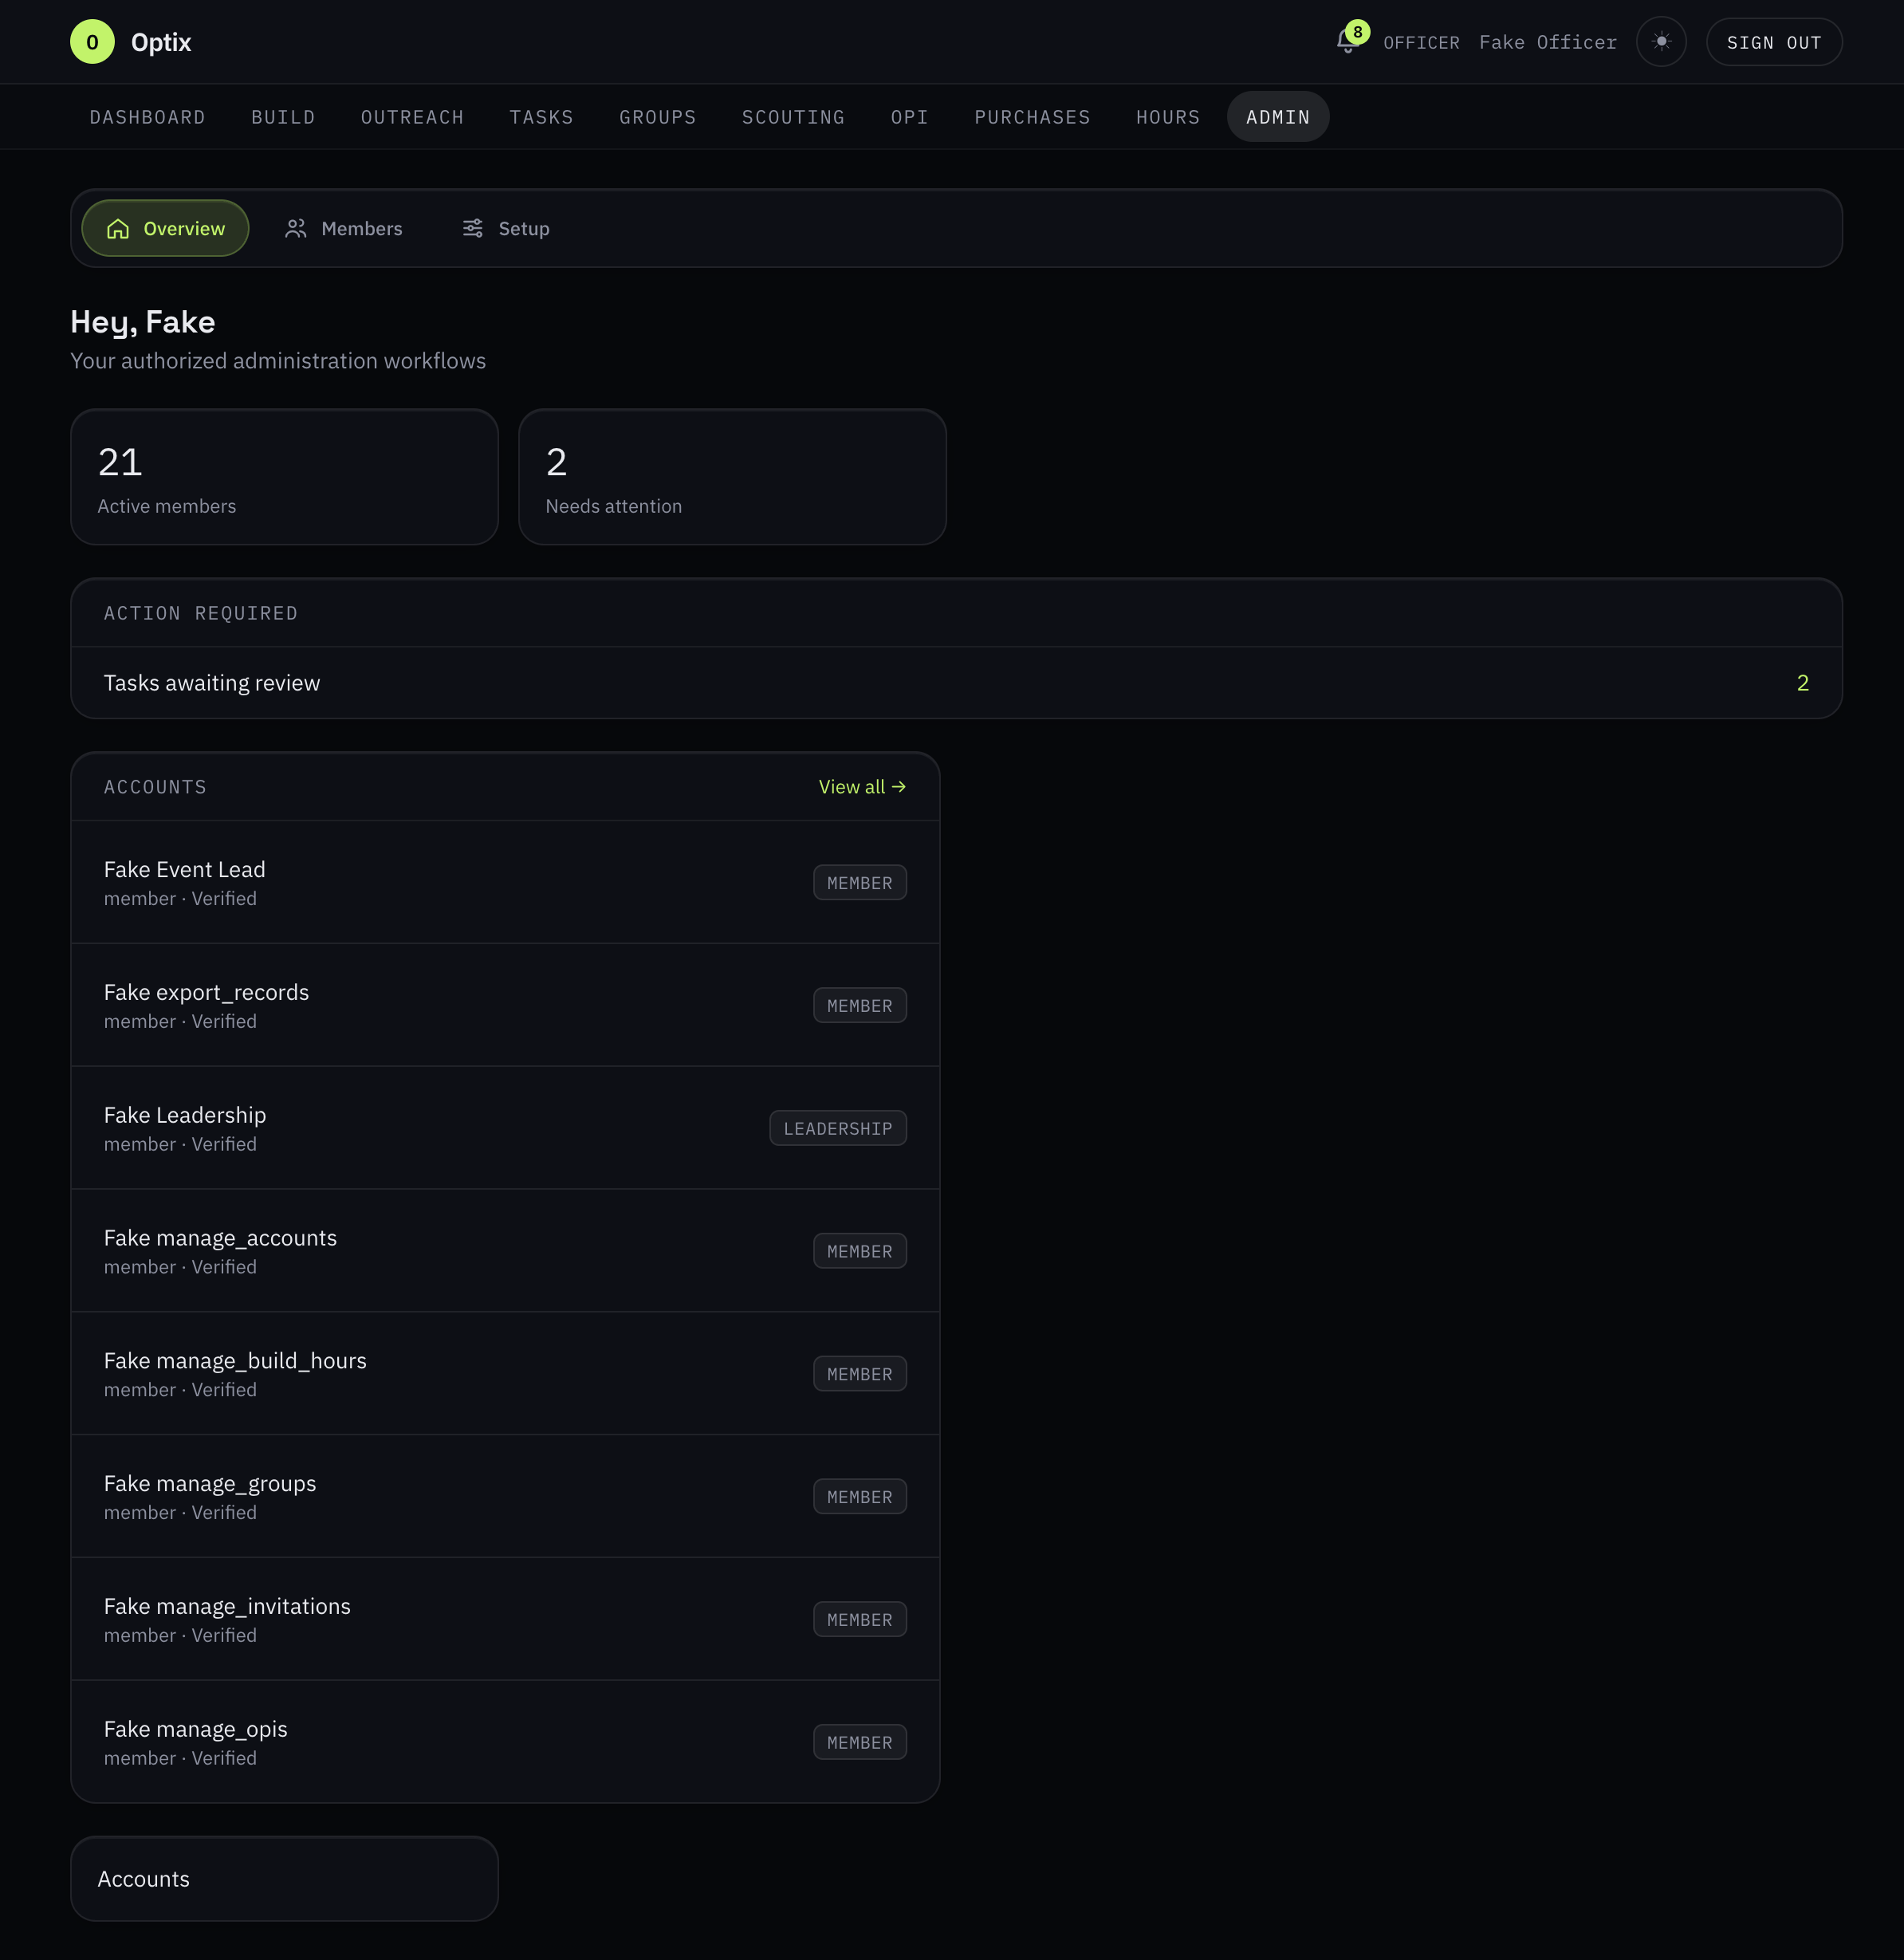 O Optix
8 OFFICER Fake Officer SIGN OUT
DASHBOARD BUILD OUTREACH TASKS GROUPS SCOUTING OPI PURCHASES HOURS ADMIN
Overview Members Setup
Hey, Fake
Your authorized administration workflows
21
Active members
2
Needs attention
ACTION REQUIRED
Tasks awaiting review 2
ACCOUNTS View all →
Fake Event Lead
member · Verified
MEMBER
Fake export_records
member · Verified
MEMBER
Fake Leadership
member · Verified
LEADERSHIP
Fake manage_accounts
member · Verified
MEMBER
Fake manage_build_hours
member · Verified
MEMBER
Fake manage_groups
member · Verified
MEMBER
Fake manage_invitations
member · Verified
MEMBER
Fake manage_opis
member · Verified
MEMBER
Accounts